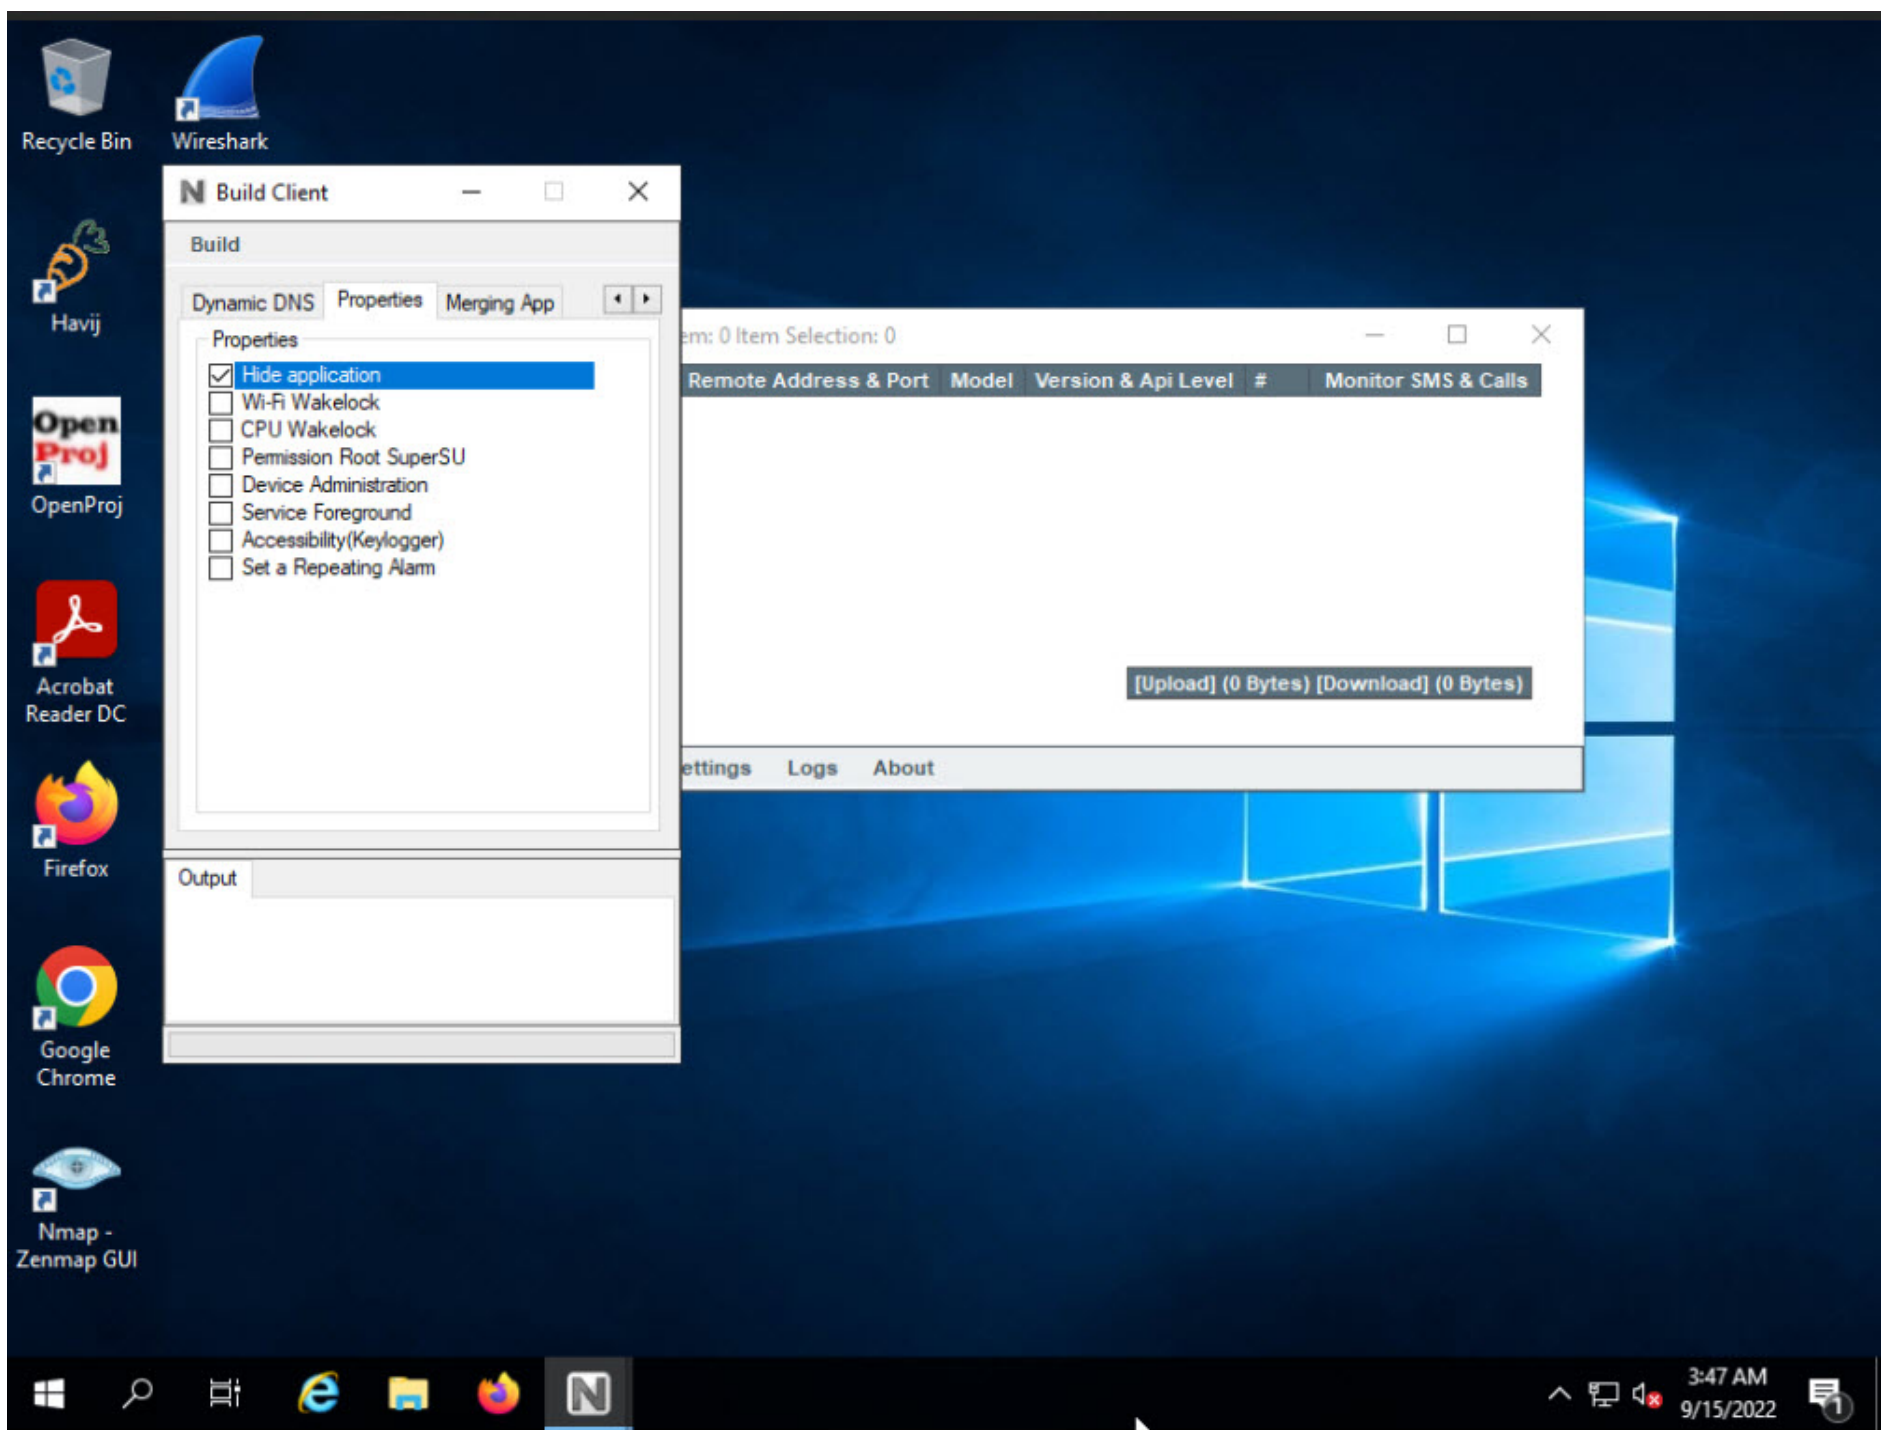 Recycle Bin
Wireshark
Havij
Open
Proj
OpenProj
Acrobat
Reader DC
Firefox
Google
Chrome
Nmap -
Zenmap GUI
N Build Client
Build
Dynamic DNS Properties Merging App
Properties
Hide application
Wi-Fi Wakelock
CPU Wakelock
Permission Root SuperSU
Device Administration
Service Foreground
Accessibility(Keylogger)
Set a Repeating Alarm
Output
em: 0 Item Selection: 0
Remote Address & Port Model Version & Api Level # Monitor SMS & Calls
[Upload] (0 Bytes) [Download] (0 Bytes)
ettings Logs About
N
3:47 AM
9/15/2022
1